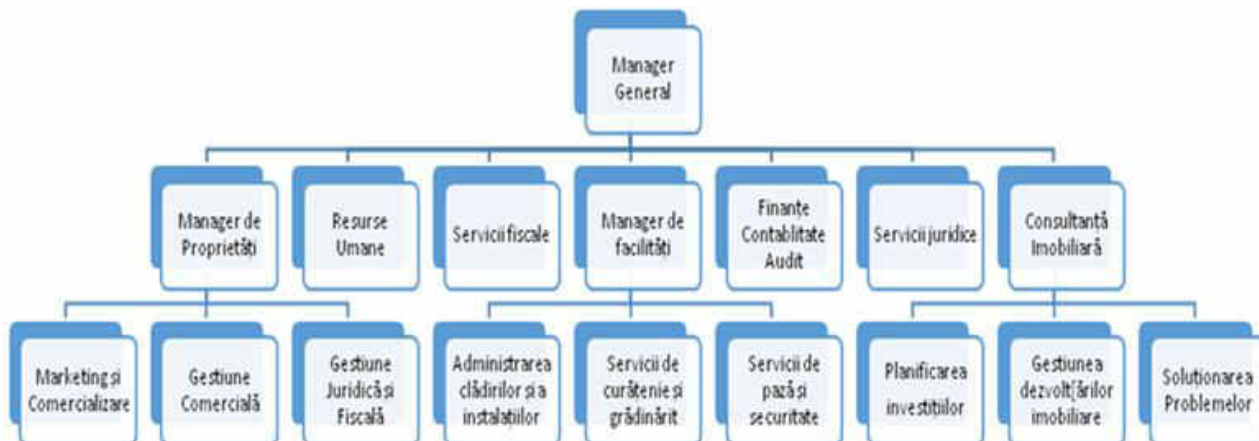 Manager
General
Manager de
Proprietăți
Resurse
Umane
Servicii fiscale
Manager de
facilități
Finanțe
Contablitate
Audit
Servicii juridice
Consultanță
Imobiliară
Marketing și
Comercializare
Gestiune
Comercială
Gestiune
Juridică și
Fiscală
Administrarea
clădirilor și a
instalațiilor
Servicii de
curățenie și
grădinărit
Servicii de
pază și
securitate
Planificarea
investițiilor
Gestiunea
dezvolt[ărilor
imobiliare
Soluționarea
Problemelor